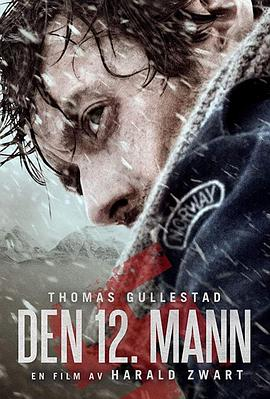 NORWAY
THOMAS GULLESTAD
DEN 12. MANN
EN FILM AV HARALD ZWART